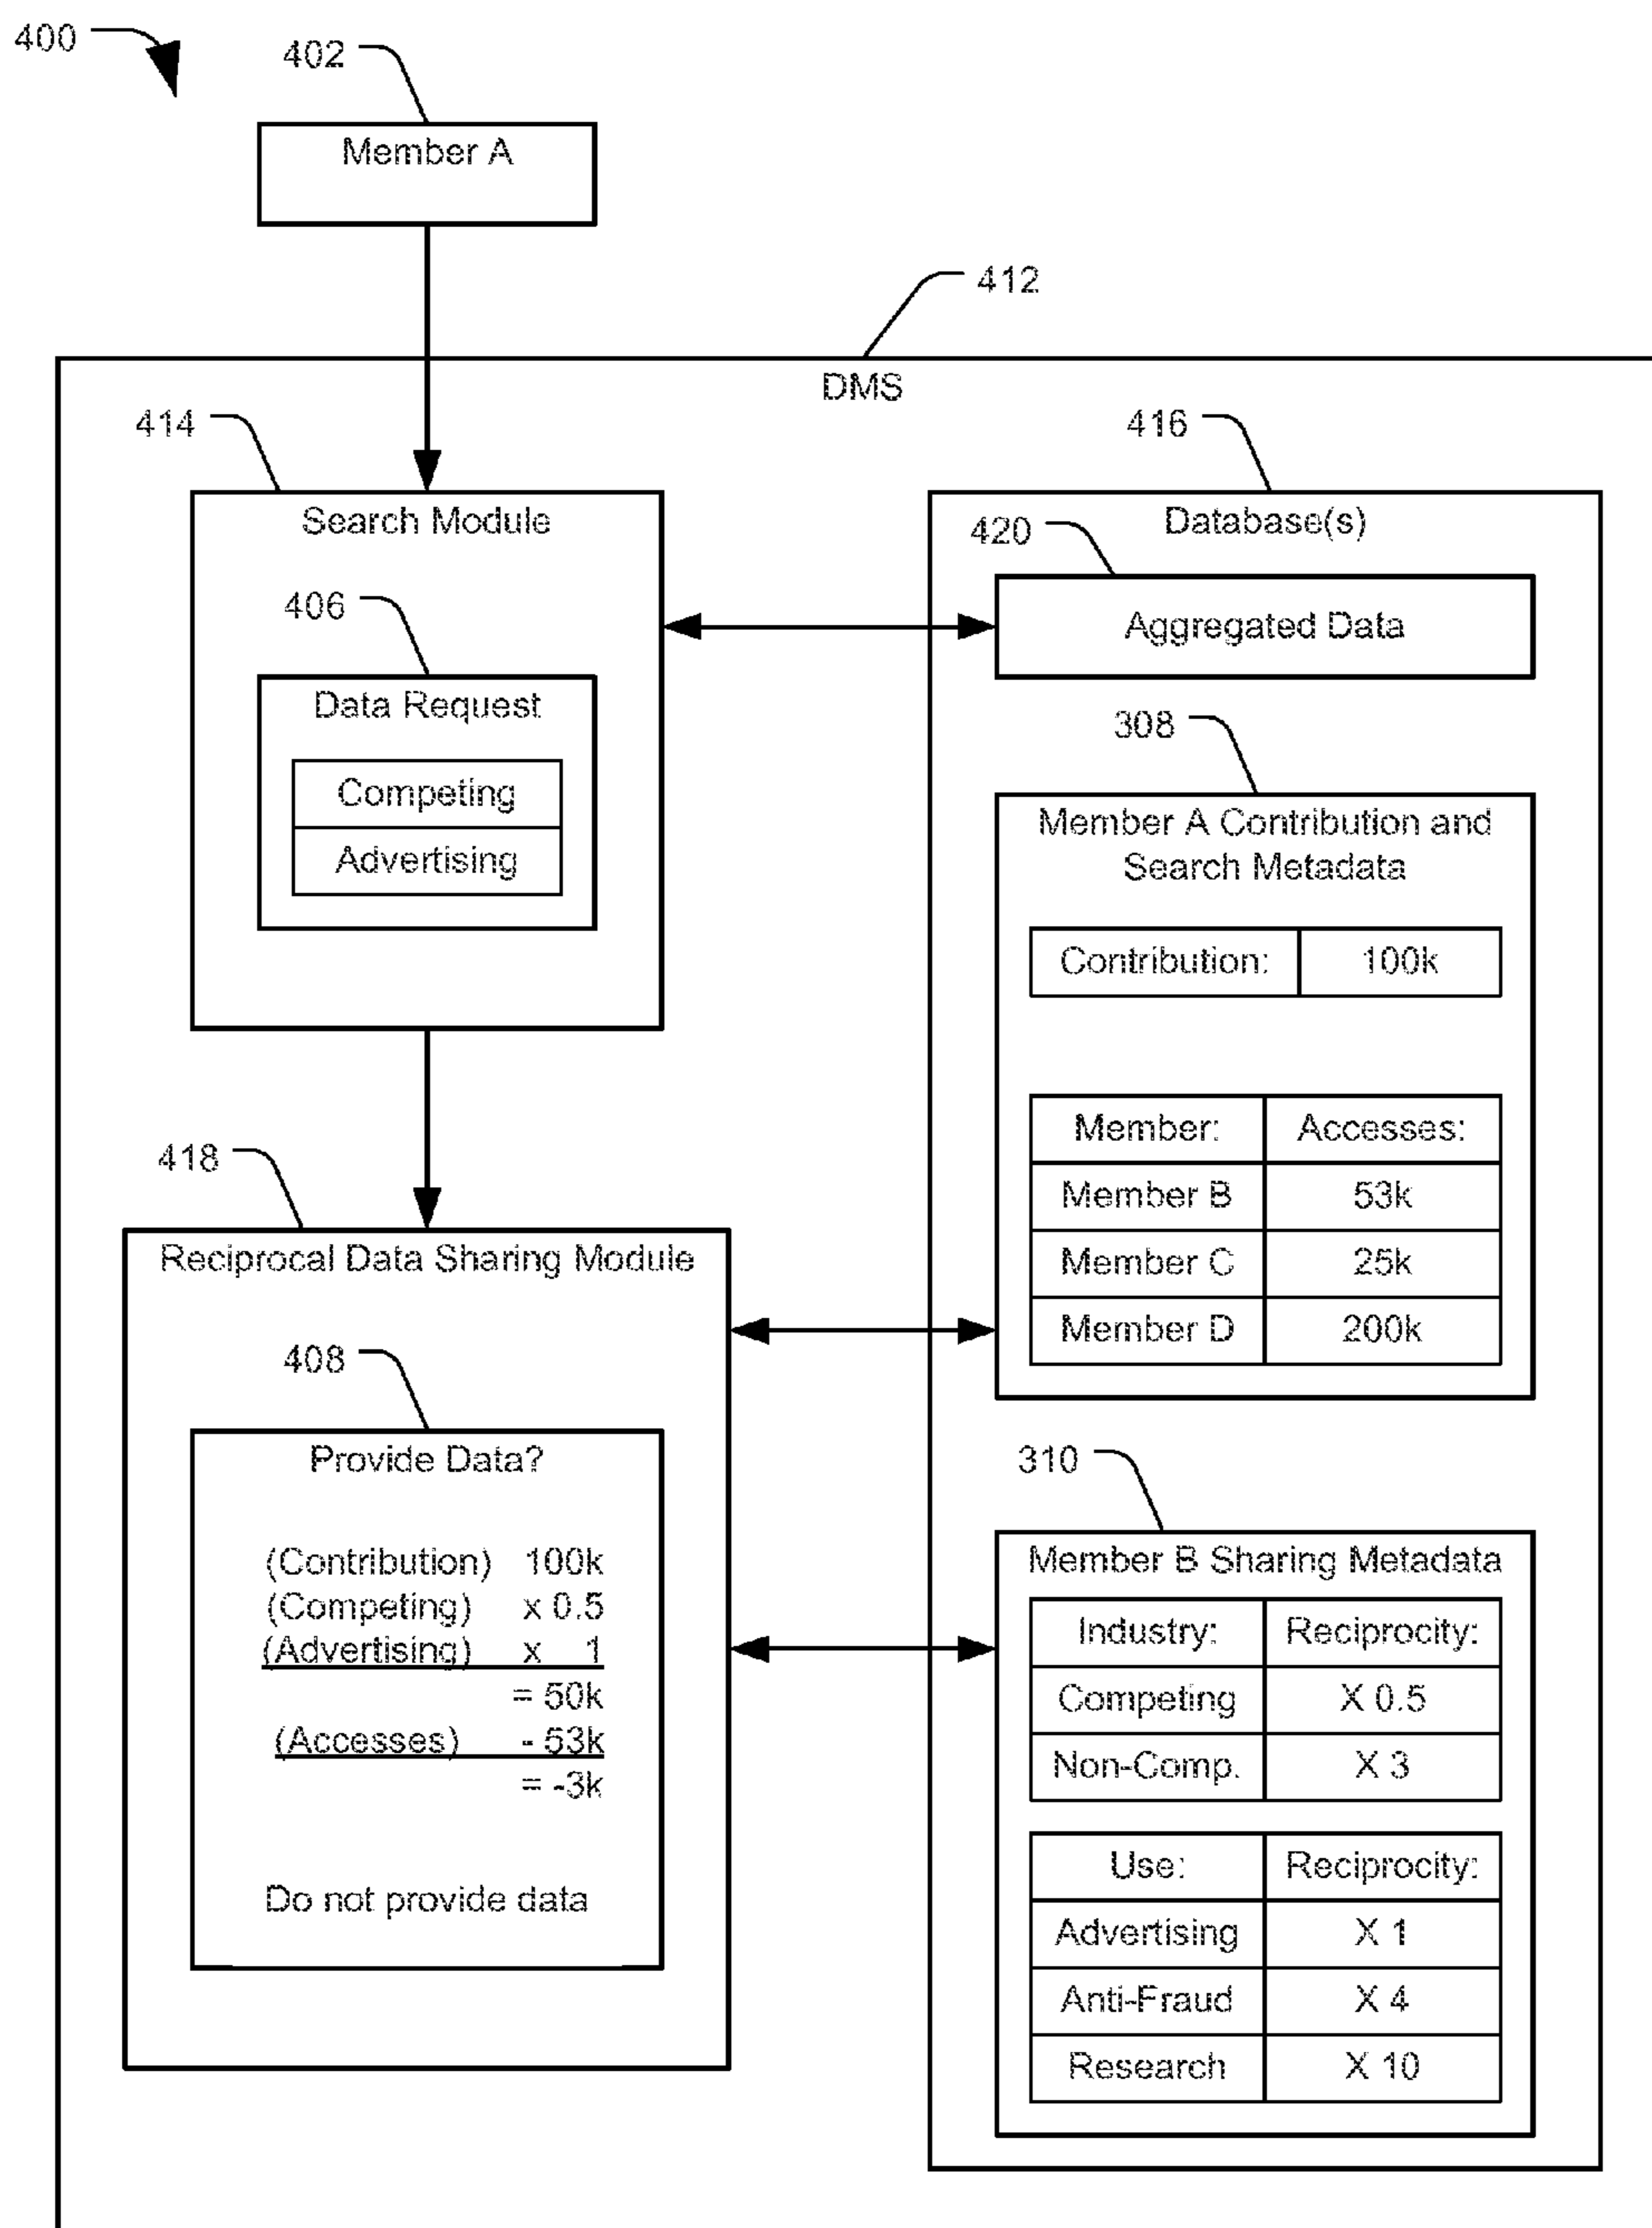 400
402
Member A
412
DMS
414
Search Module
406
Data Request
Competing
Advertising
416
Database(s)
420
Aggregated Data
308
Member A Contribution and
Search Metadata
Contribution: 100k
Member: Accesses:
Member B 53k
Member C 25k
Member D 200k
418
Reciprocal Data Sharing Module
408
Provide Data?
(Contribution) 100k
(Competing) x 0.5
(Advertising) x 1
= 50k
(Accesses) - 53k
= -3k
Do not provide data
310
Member B Sharing Metadata
Industry: Reciprocity:
Competing X 0.5
Non-Comp. X 3
Use: Reciprocity:
Advertising X 1
Anti-Fraud X 4
Research X 10